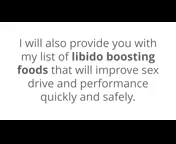 I will also provide you with
my list of libido boosting
foods that will improve sex
drive and performance
quickly and safely.